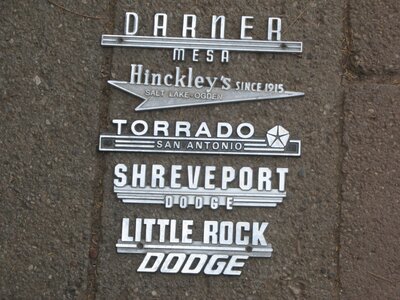 DARNER
MESA
Hinckley's SINCE 1915
SALT LAKE-OGDEN
TORRADO
SAN ANTONIO
SHREVEPORT
DODGE
LITTLE ROCK
DODGE